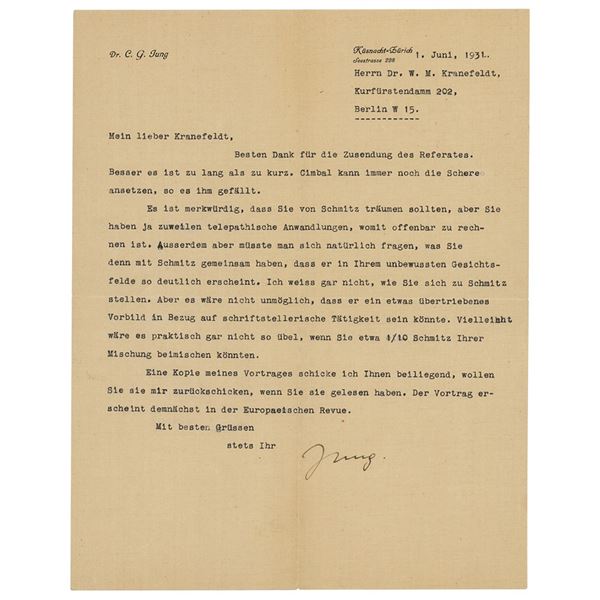 Dr. C. G. Jung
Küsnacht-Zürich
Seestrasse 228
1. Juni, 1931.
Herrn Dr. W. M. Kranefeldt,
Kurfürstendamm 202,
Berlin W 15.
Mein lieber Kranefeldt,
Besten Dank für die Zusendung des Referates.
Besser es ist zu lang als zu kurz. Cimbal kann immer noch die Schere
ansetzen, so es ihm gefällt.
Es ist merkwürdig, dass Sie von Schmitz träumen sollten, aber Sie
haben ja zuweilen telepathische Anwandlungen, womit offenbar zu rech-
nen ist. Ausserdem aber müsste man sich natürlich fragen, was Sie
denn mit Schmitz gemeinsam haben, dass er in Ihrem unbewussten Gesichts-
felde so deutlich erscheint. Ich weiss gar nicht, wie Sie sich zu Schmitz
stellen. Aber es wäre nicht unmöglich, dass er ein etwas übertriebenes
Vorbild in Bezug auf schriftstellerische Tätigkeit sein könnte. Vielleiht
wäre es praktisch gar nicht so übel, wenn Sie etwa 1/10 Schmitz Ihrer
Mischung beimischen könnten.
Eine Kopie meines Vortrages schicke ich Ihnen beiliegend, wollen
Sie sie mir zurückschicken, wenn Sie sie gelesen haben. Der Vortrag er-
scheint demnächst in der Europaeischen Revue.
Mit besten Grüssen
stets Ihr
Jung.